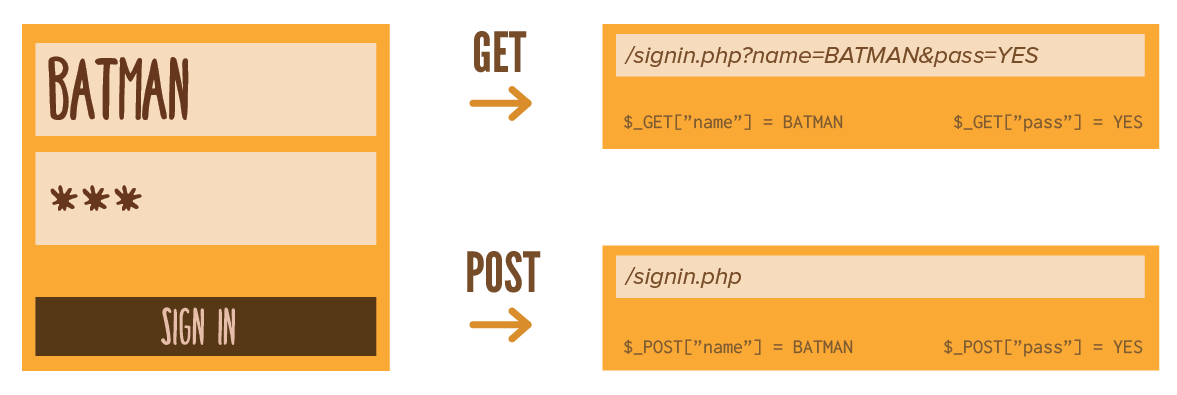 BATMAN
***
SIGN IN
GET
/signin.php?name=BATMAN&pass=YES
$_GET[”name”] = BATMAN
$_GET[”pass”] = YES
POST
/signin.php
$_POST[”name”] = BATMAN
$_POST[”pass”] = YES